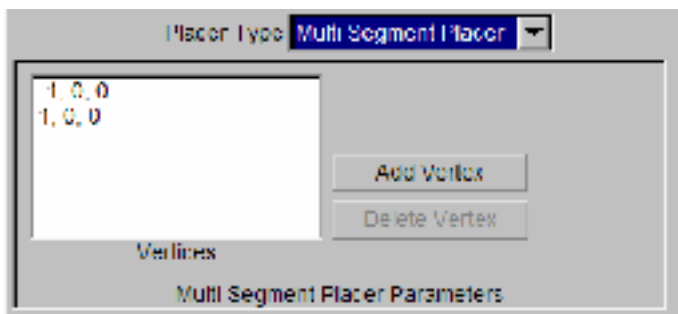 Placer Type Multi Segment Placer
-1, 0, 0
1, 0, 0
Add Vertex
Delete Vertex
Vertices
Multi Segment Placer Parameters